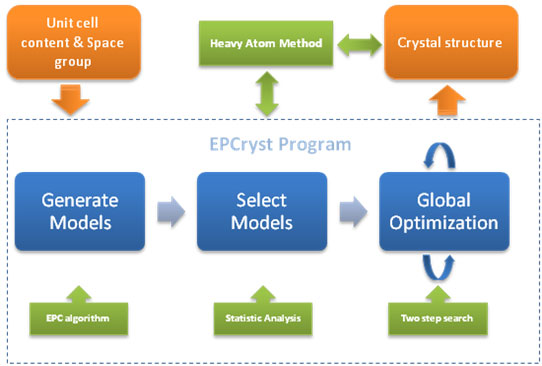 Unit cell
content & Space
group
Heavy Atom Method
Crystal structure
EPCryst Program
Generate
Models
Select
Models
Global
Optimization
EPC algorithm
Statistic Analysis
Two step search